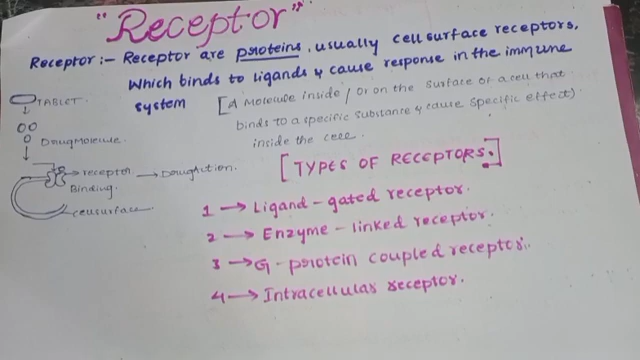 "Receptor"
Receptor :- Receptor are proteins, usually cell surface receptors,
Which binds to ligands & cause response in the immune
system [A molecule inside / or on the surface of a cell that
binds to a specific substance & cause specific effect)
inside the cell.
TABLET.
Drug Molecule.
receptor → Drug Action.
Binding.
cell surface.
[TYPES OF RECEPTORS.]
1 → Ligand-gated receptor.
2 → Enzyme-linked receptor.
3 → G-protein coupled receptor.
4 → Intracellular receptor.